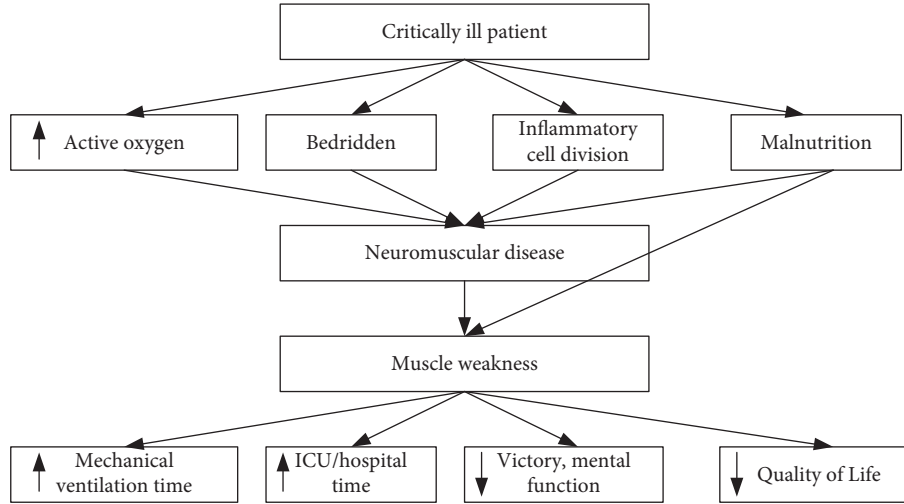 Critically ill patient
Active oxygen
Bedridden
Inflammatory
cell division
Malnutrition
Neuromuscular disease
Muscle weakness
Mechanical
ventilation time
ICU/hospital
time
Victory, mental
function
Quality of Life